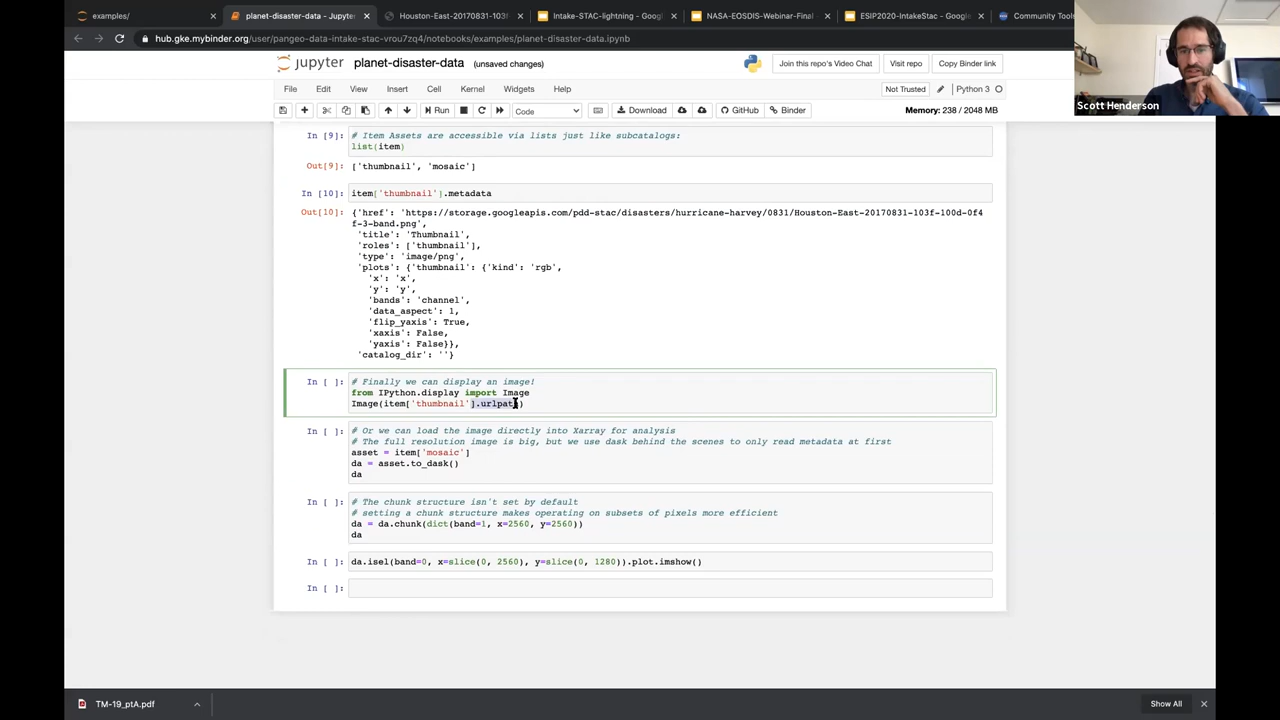 examples/
planet-disaster-data - Jupyter
Houston-East-20170831-103f-10
Intake-STAC-lightning - Googl
NASA-EOSDIS-Webinar-Final
ESIP2020-IntakeStac - Google
Community Tool
hub.gke.mybinder.org/user/pangeo-data-intake-stac-vrou7zq4/notebooks/examples/planet-disaster-data.ipynb
Scott Henderson
jupyter planet-disaster-data (unsaved changes)
Join this repo's Video Chat
Visit repo
Copy Binder link
File Edit View Insert Cell Kernel Widgets Help
Not Trusted
Python 3
Run
Code
Download
GitHub
Binder
Memory: 238 / 2048 MB
In [9]: # Item Assets are accessible via lists just like subcatalogs:
list(item)
Out[9]: ['thumbnail', 'mosaic']
In [10]: item['thumbnail'].metadata
Out[10]: {'href': 'https://storage.googleapis.com/pdd-stac/disasters/hurricane-harvey/0831/Houston-East-20170831-103f-100d-0f4
f-3-band.png',
'title': 'Thumbnail',
'roles': ['thumbnail'],
'type': 'image/png',
'plots': {'thumbnail': {'kind': 'rgb',
'x': 'x',
'y': 'y',
'bands': 'channel',
'data_aspect': 1,
'flip_yaxis': True,
'xaxis': False,
'yaxis': False}},
'catalog_dir': ''}
In [ ]: # Finally we can display an image!
from IPython.display import Image
Image(item['thumbnail'].urlpat)
In [ ]: # Or we can load the image directly into Xarray for analysis
# The full resolution image is big, but we use dask behind the scenes to only read metadata at first
asset = item['mosaic']
da = asset.to_dask()
da
In [ ]: # The chunk structure isn't set by default
# setting a chunk structure makes operating on subsets of pixels more efficient
da = da.chunk(dict(band=1, x=2560, y=2560))
da
In [ ]: da.isel(band=0, x=slice(0, 2560), y=slice(0, 1280)).plot.imshow()
In [ ]:
TM-19_ptA.pdf
Show All